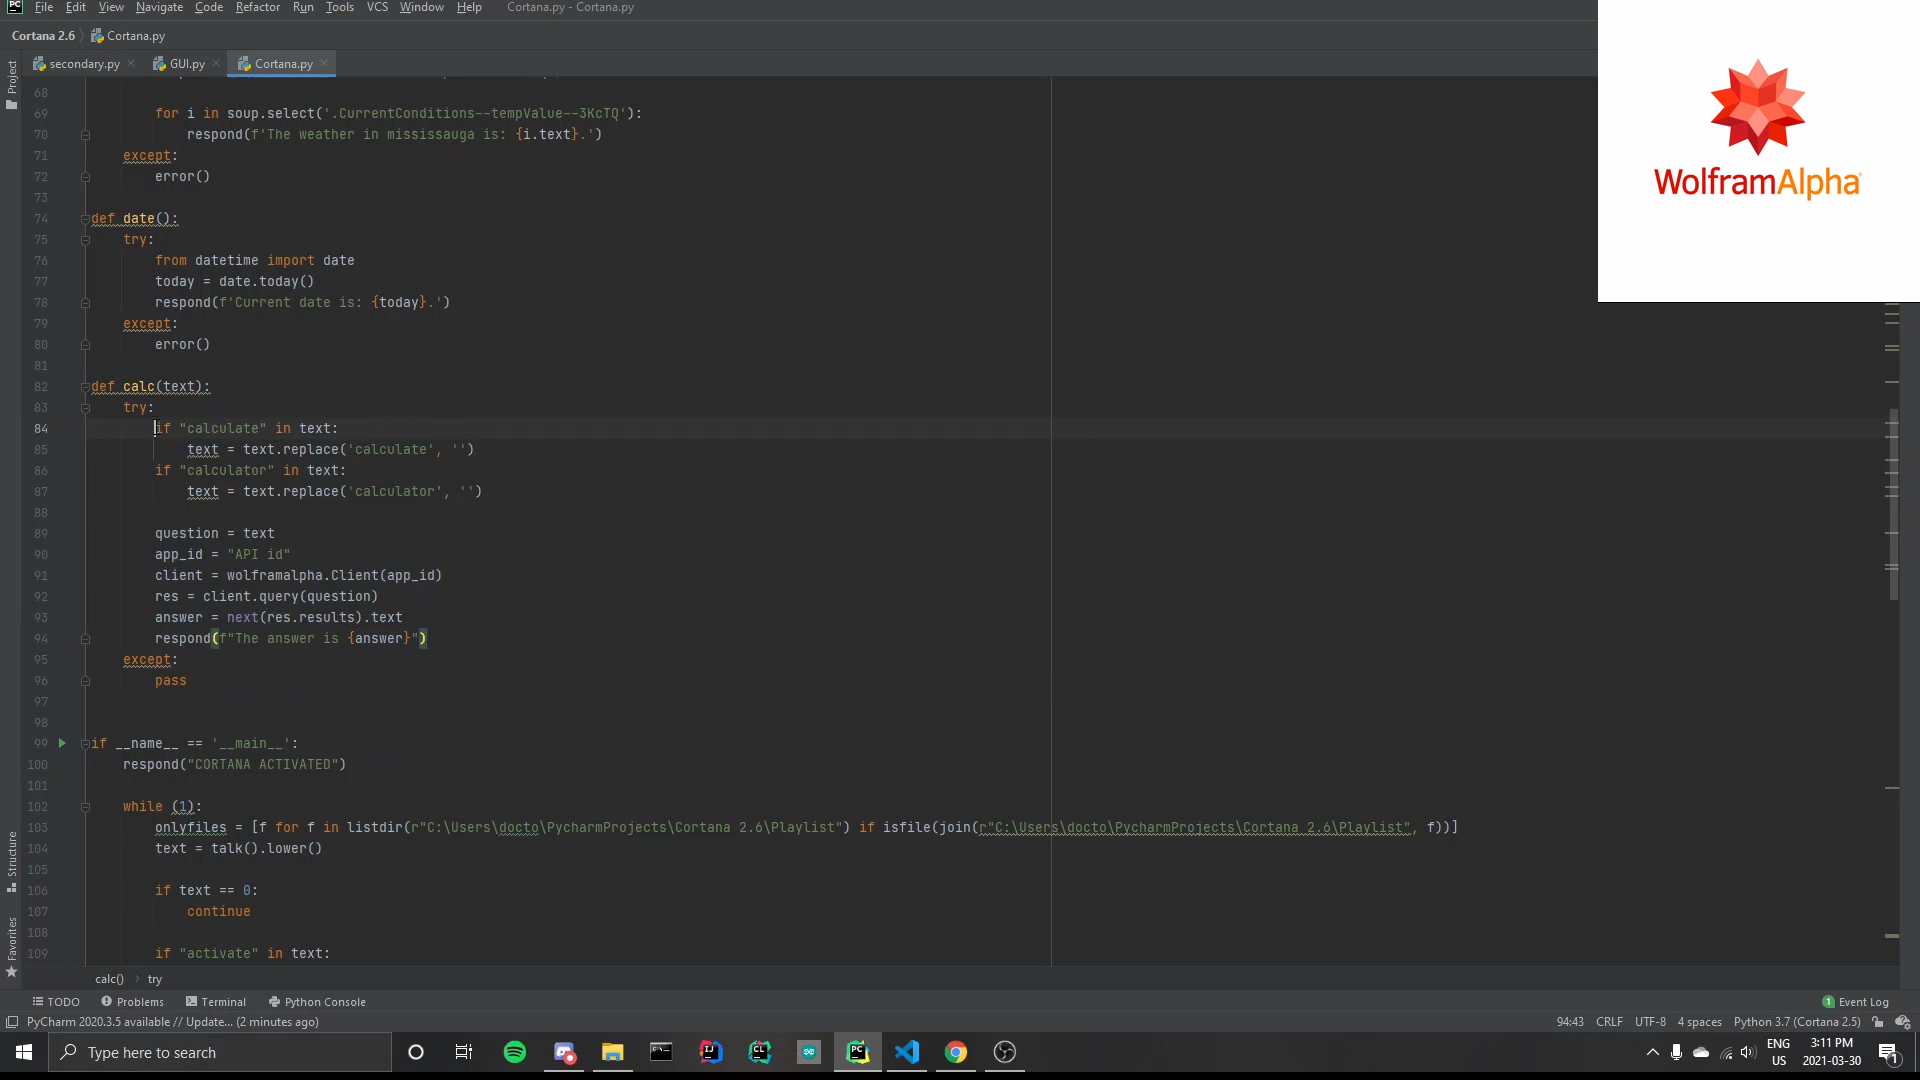 File Edit View Navigate Code Refactor Run Tools VCS Window Help Cortana.py - Cortana.py
Cortana 2.6 Cortana.py
secondary.py GUI.py Cortana.py
WolframAlpha
Project
68
69 for i in soup.select('.CurrentConditions--tempValue--3KcTQ'):
70 respond(f'The weather in mississauga is: {i.text}.')
71 except:
72 error()
73
74 def date():
75 try:
76 from datetime import date
77 today = date.today()
78 respond(f'Current date is: {today}.')
79 except:
80 error()
81
82 def calc(text):
83 try:
84 if "calculate" in text:
85 text = text.replace('calculate', '')
86 if "calculator" in text:
87 text = text.replace('calculator', '')
88
89 question = text
90 app_id = "API id"
91 client = wolframalpha.Client(app_id)
92 res = client.query(question)
93 answer = next(res.results).text
94 respond(f"The answer is {answer}")
95 except:
96 pass
97
98
99 if __name__ == '__main__':
100 respond("CORTANA ACTIVATED")
101
102 while (1):
103 onlyfiles = [f for f in listdir(r"C:\Users\docto\PycharmProjects\Cortana 2.6\Playlist") if isfile(join(r"C:\Users\docto\PycharmProjects\Cortana 2.6\Playlist", f))]
104 text = talk().lower()
105
106 if text == 0:
107 continue
108
109 if "activate" in text:
Structure
Favorites
calc() try
TODO Problems Terminal Python Console 1 Event Log
PyCharm 2020.3.5 available // Update... (2 minutes ago) 94:43 CRLF UTF-8 4 spaces Python 3.7 (Cortana 2.5)
Type here to search
ENG
US
3:11 PM
2021-03-30
1